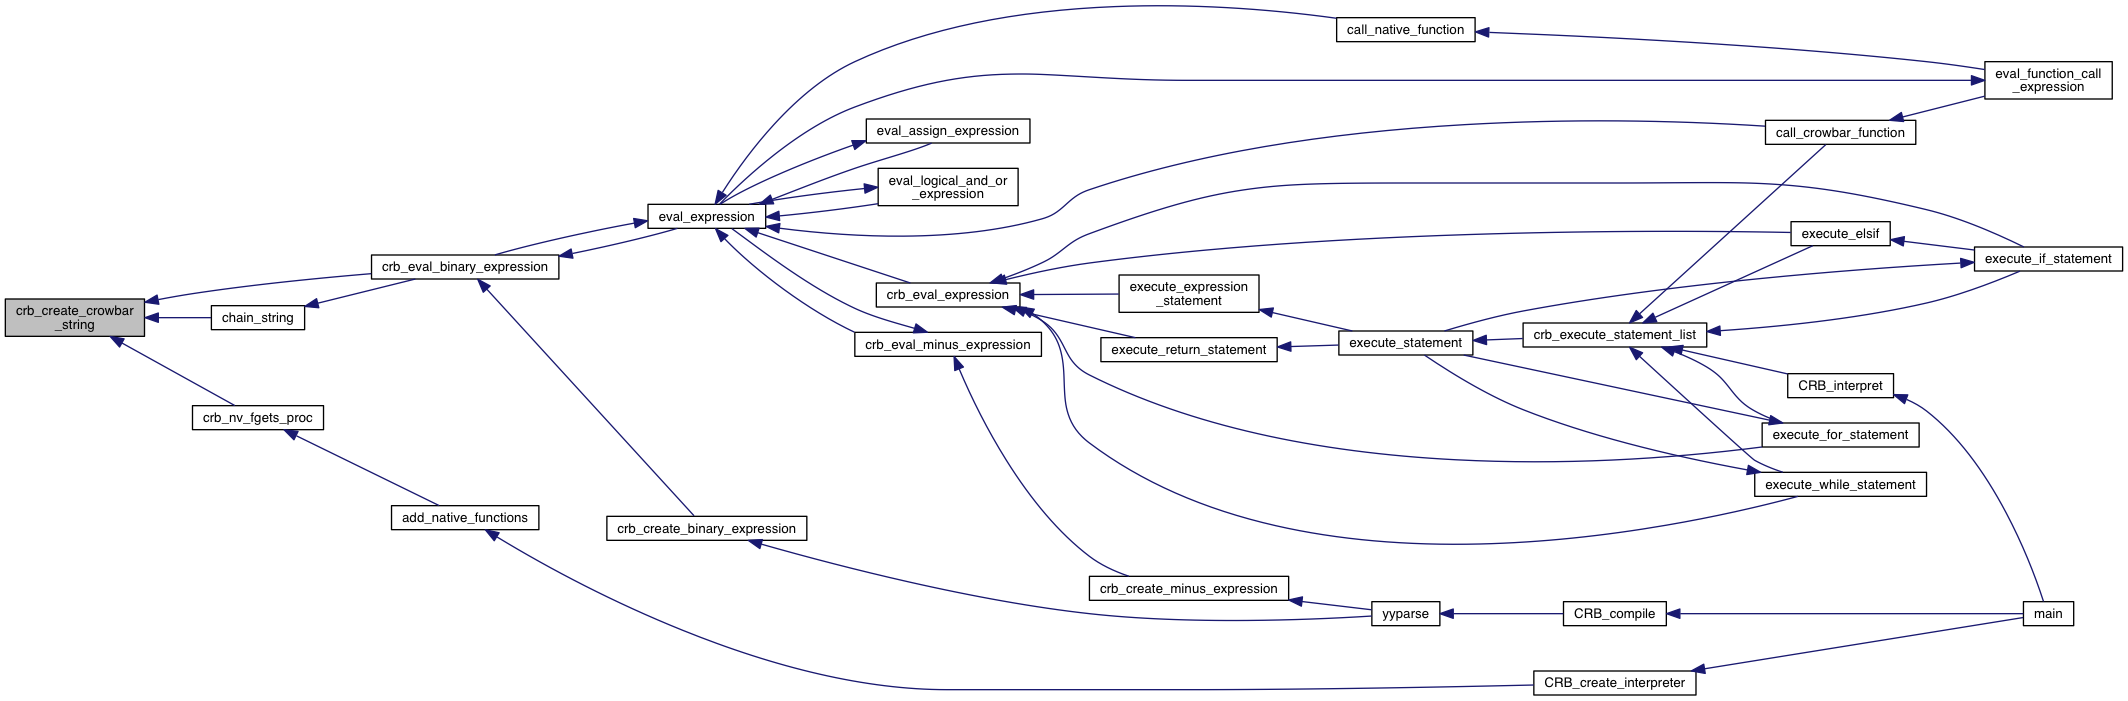 call_native_function
eval_function_call
_expression
eval_assign_expression
call_crowbar_function
eval_logical_and_or
_expression
eval_expression
execute_elsif
execute_if_statement
crb_eval_binary_expression
crb_eval_expression
execute_expression
_statement
crb_create_crowbar
_string
chain_string
crb_eval_minus_expression
execute_return_statement
execute_statement
crb_execute_statement_list
CRB_interpret
crb_nv_fgets_proc
execute_for_statement
execute_while_statement
add_native_functions
crb_create_binary_expression
crb_create_minus_expression
yyparse
CRB_compile
main
CRB_create_interpreter